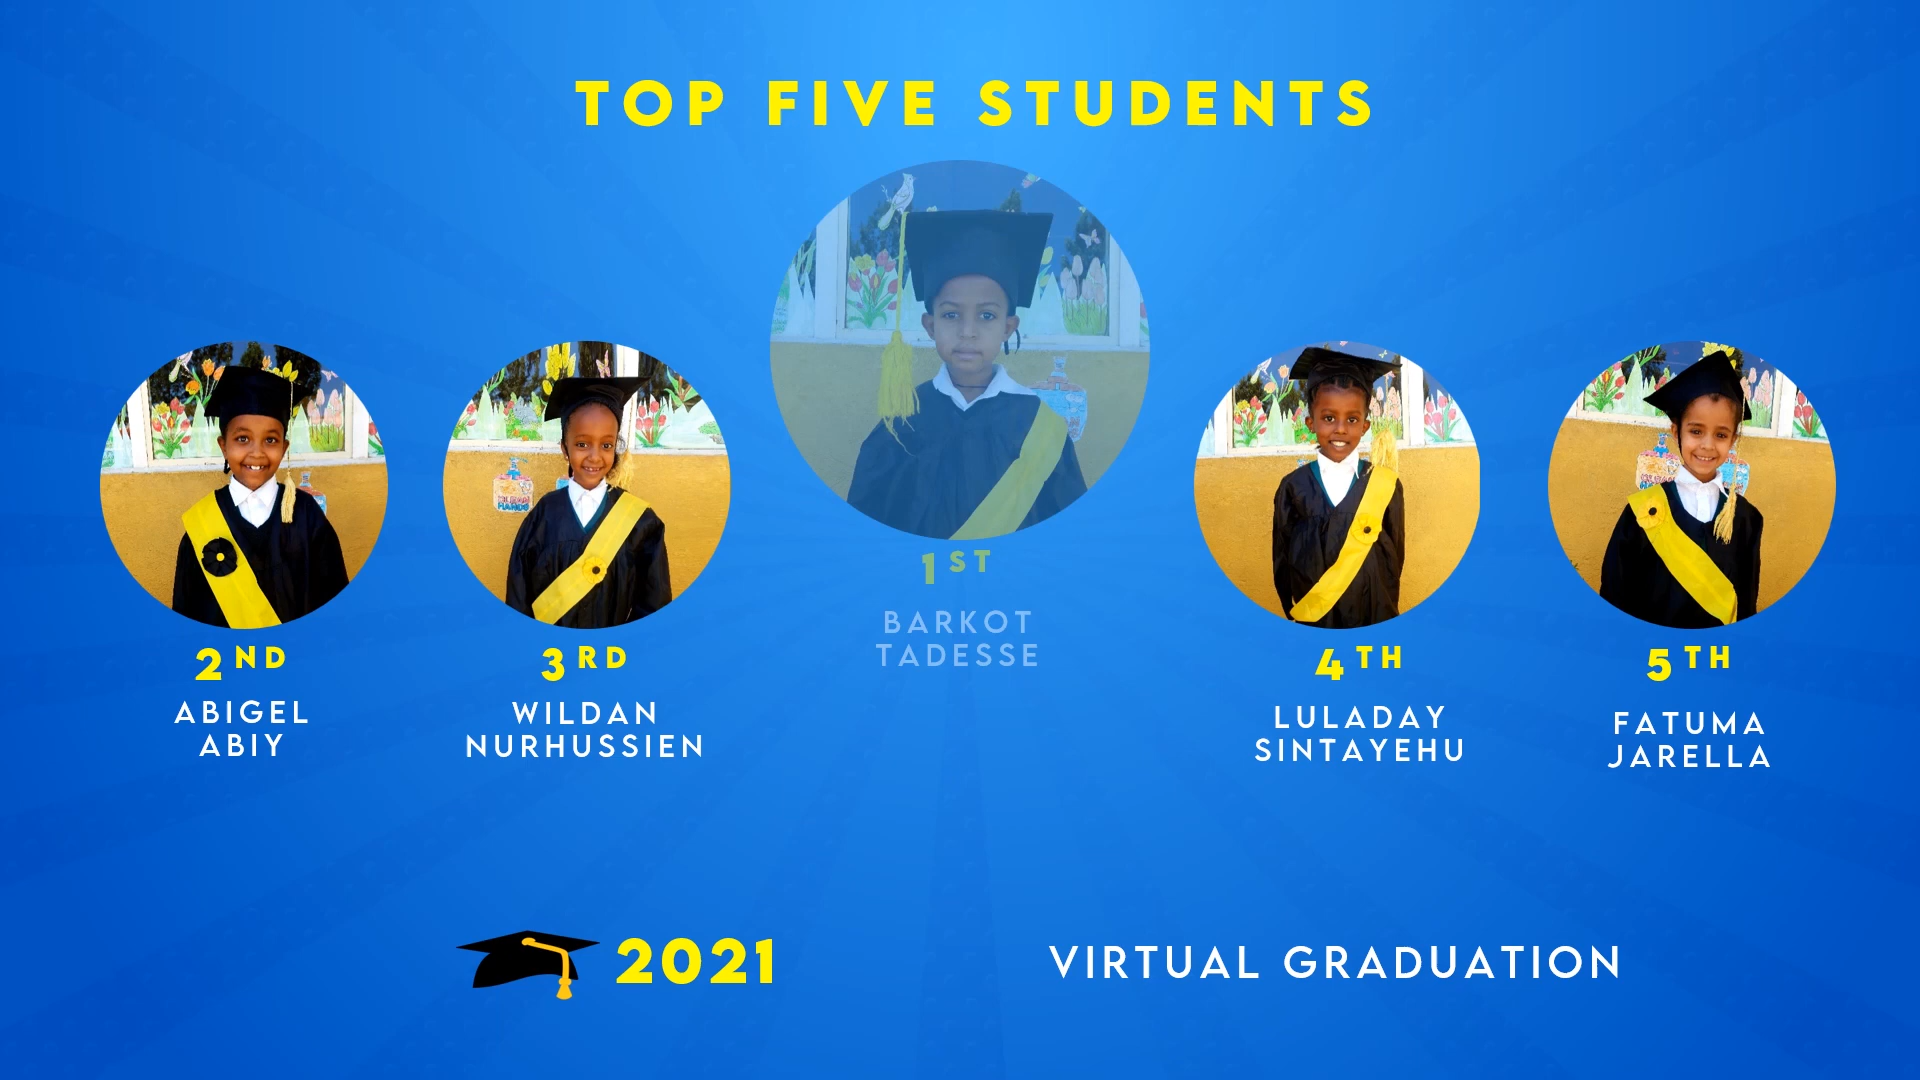 TOP FIVE STUDENTS
1ST
BARKOT
TADESSE
2ND
ABIGEL
ABIY
3RD
WILDAN
NURHUSSIEN
4TH
LULADAY
SINTAYEHU
5TH
FATUMA
JARELLA
2021
VIRTUAL GRADUATION